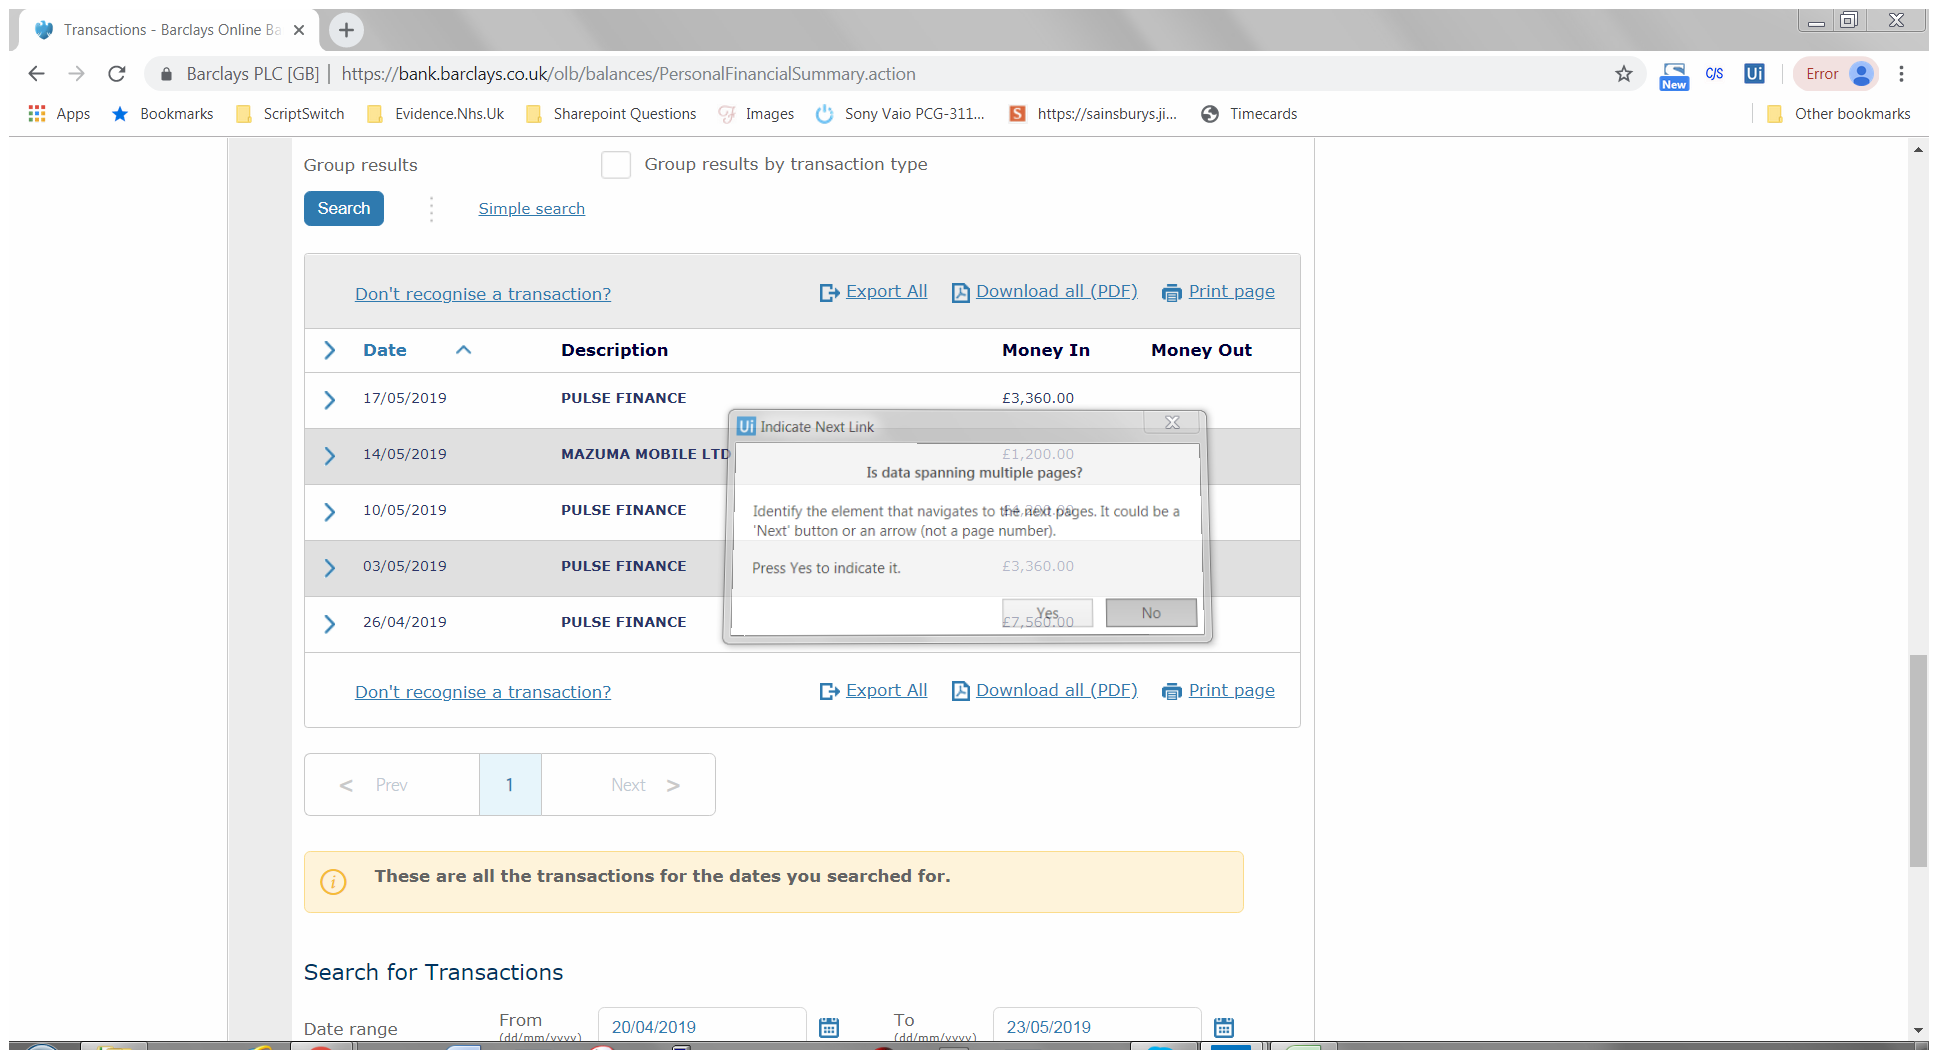 Transactions - Barclays Online Ba
Barclays PLC [GB] | https://bank.barclays.co.uk/olb/balances/PersonalFinancialSummary.action
New C/S Ui Error
Apps Bookmarks ScriptSwitch Evidence.Nhs.Uk Sharepoint Questions Images Sony Vaio PCG-311... S https://sainsburys.ji... Timecards Other bookmarks
Group results Group results by transaction type
Search Simple search
Don't recognise a transaction? Export All Download all (PDF) Print page
Date Description Money In Money Out
17/05/2019 PULSE FINANCE £3,360.00
14/05/2019 MAZUMA MOBILE LTD £1,200.00
10/05/2019 PULSE FINANCE
03/05/2019 PULSE FINANCE £3,360.00
26/04/2019 PULSE FINANCE £7,560.00
Ui Indicate Next Link
Is data spanning multiple pages?
Identify the element that navigates to the next pages. It could be a
'Next' button or an arrow (not a page number).
Press Yes to indicate it.
Yes No
Don't recognise a transaction? Export All Download all (PDF) Print page
< Prev 1 Next >
These are all the transactions for the dates you searched for.
Search for Transactions
Date range From 20/04/2019 To 23/05/2019
(dd/mm/yyyy) (dd/mm/yyyy)